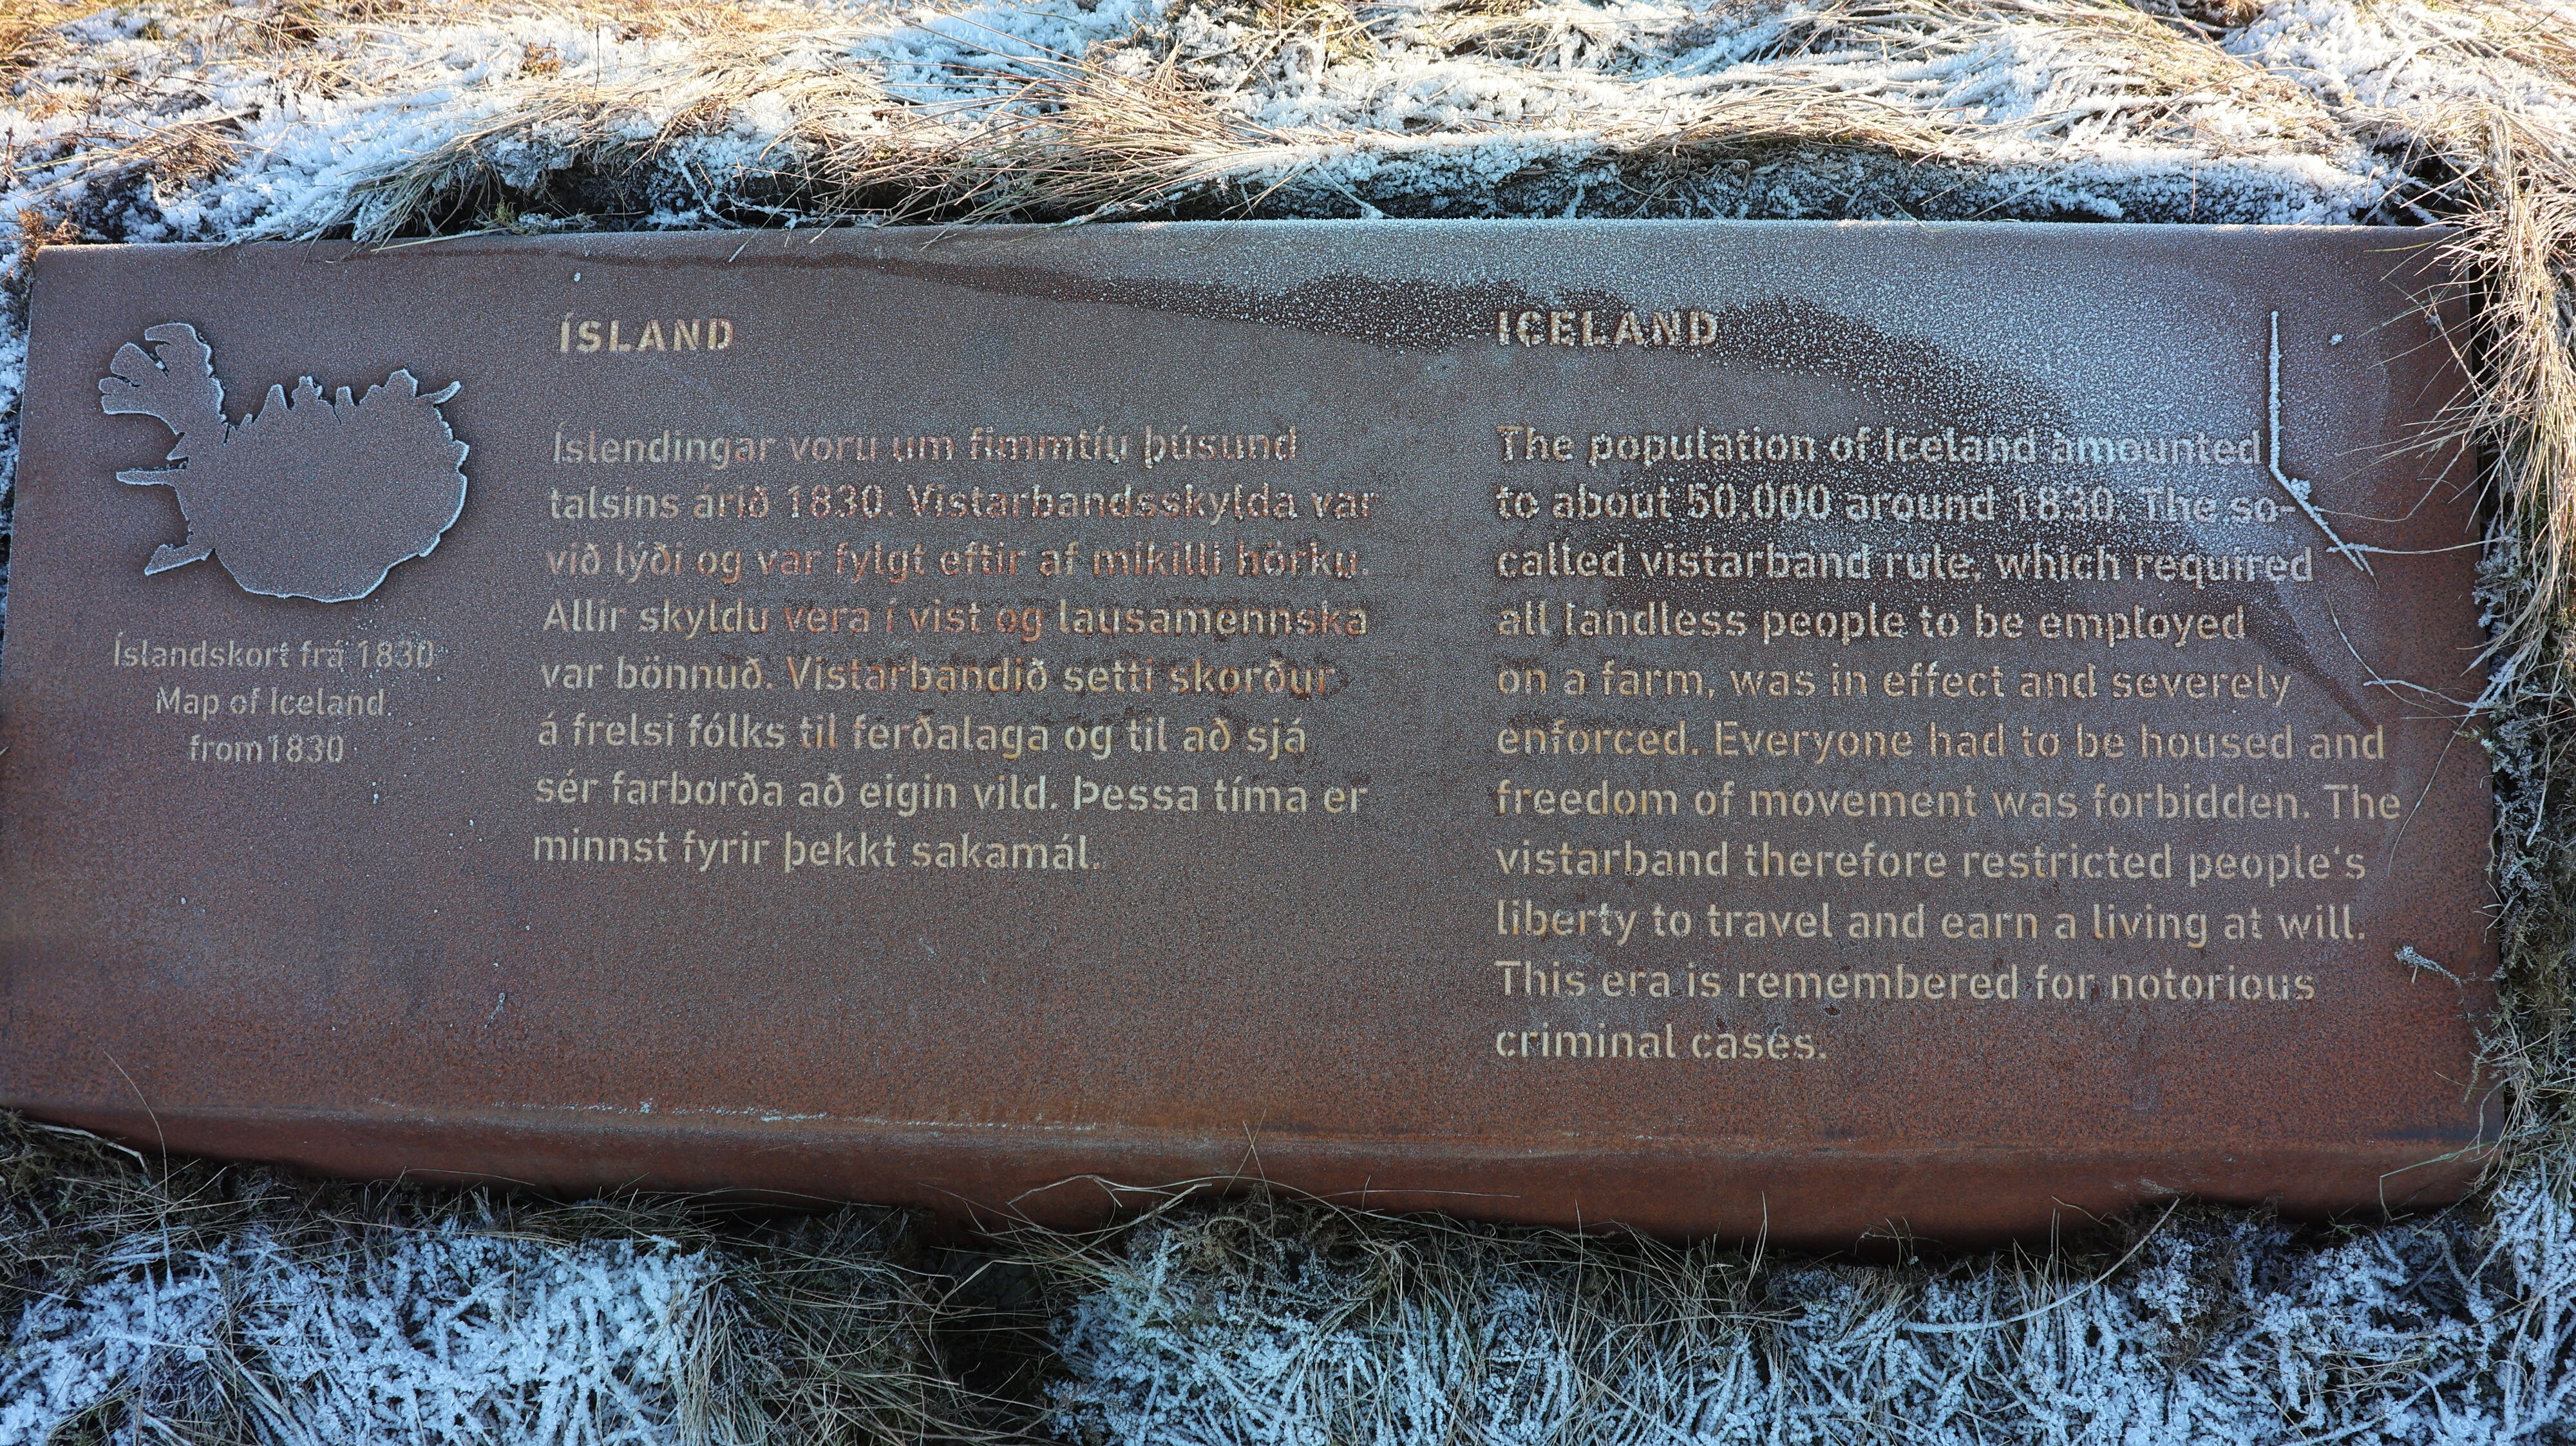 ÍSLAND
Íslendingar voru um fimmtíu þúsund
talsins árið 1830. Vistarbandsskylda var
við lýði og var fylgt eftir af mikilli hörku.
Allir skyldu vera í vist og lausamennska
var bönnuð. Vistarbandið setti skorður
á frelsi fólks til ferðalaga og til að sjá
sér farborða að eigin vild. Þessa tíma er
minnst fyrir þekkt sakamál.
Íslandskort frá 1830
Map of Iceland
from 1830
ICELAND
The population of Iceland amounted
to about 50.000 around 1830. The so-
called vistarband rule, which required
all landless people to be employed
on a farm, was in effect and severely
enforced. Everyone had to be housed and
freedom of movement was forbidden. The
vistarband therefore restricted people's
liberty to travel and earn a living at will.
This era is remembered for notorious
criminal cases.